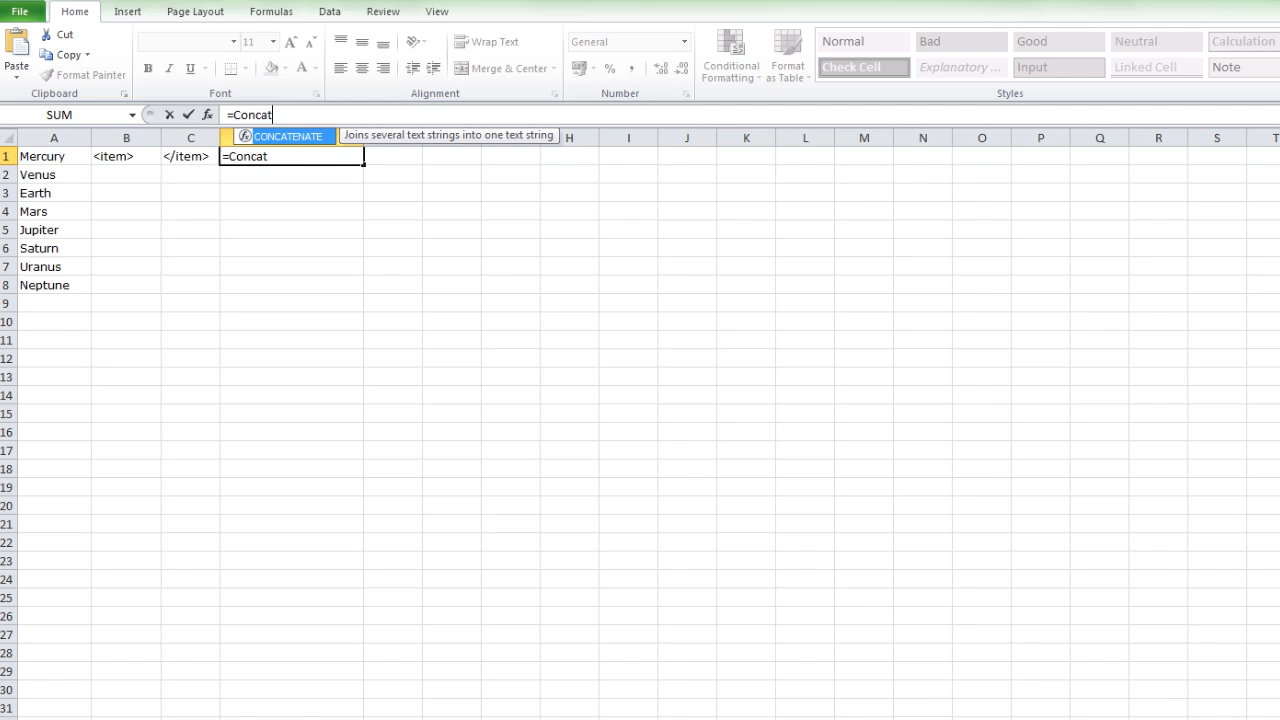 File Home Insert Page Layout Formulas Data Review View
Cut
Copy
Format Painter
Paste
Clipboard
11
B I U A
Font
Wrap Text
Merge & Center
Alignment
General
%
Number
Conditional Formatting
Format as Table
Normal Bad Good Neutral Calculation
Check Cell Explanatory ... Input Linked Cell Note
Styles
SUM fx =Concat
CONCATENATE Joins several text strings into one text string
A B C H I J K L M N O P Q R S T
1 Mercury <item> </item> =Concat
2 Venus
3 Earth
4 Mars
5 Jupiter
6 Saturn
7 Uranus
8 Neptune
9
10
11
12
13
14
15
16
17
18
19
20
21
22
23
24
25
26
27
28
29
30
31